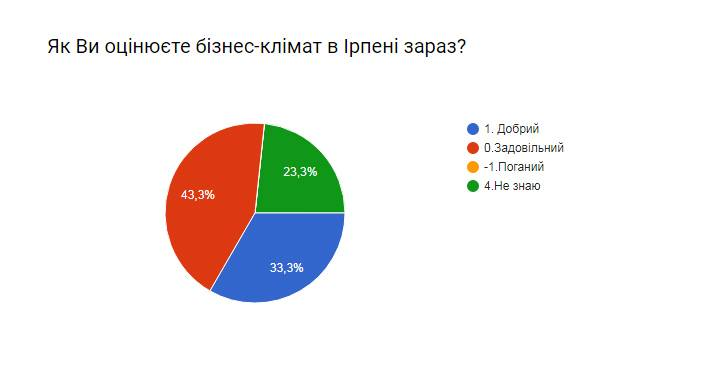 Як Ви оцінюєте бізнес-клімат в Ірпені зараз?
1. Добрий
0.Задовільний
-1.Поганий
4.Не знаю
23,3%
43,3%
33,3%